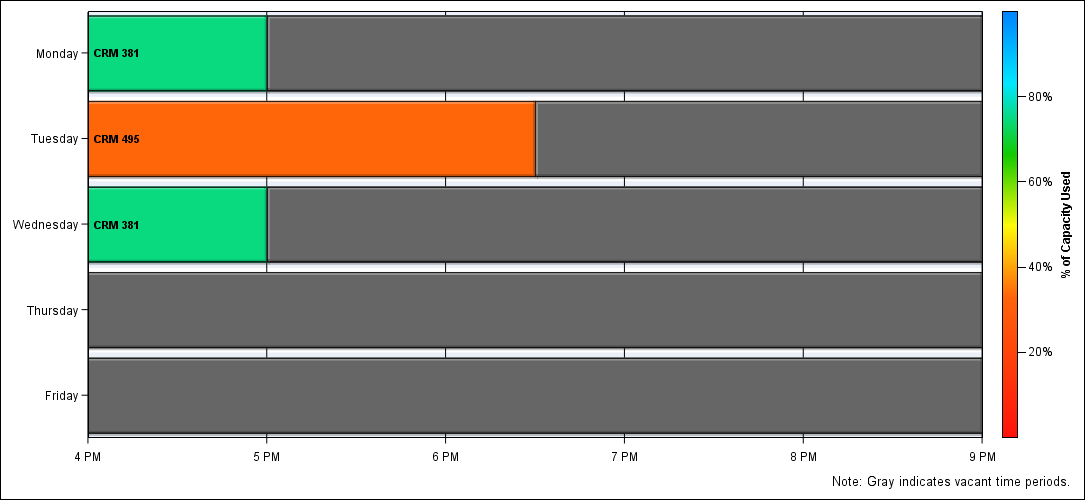 Monday
CRM 381
Tuesday
CRM 495
Wednesday
CRM 381
Thursday
Friday
4 PM
5 PM
6 PM
7 PM
8 PM
9 PM
80%
60%
40%
20%
% of Capacity Used
Note: Gray indicates vacant time periods.